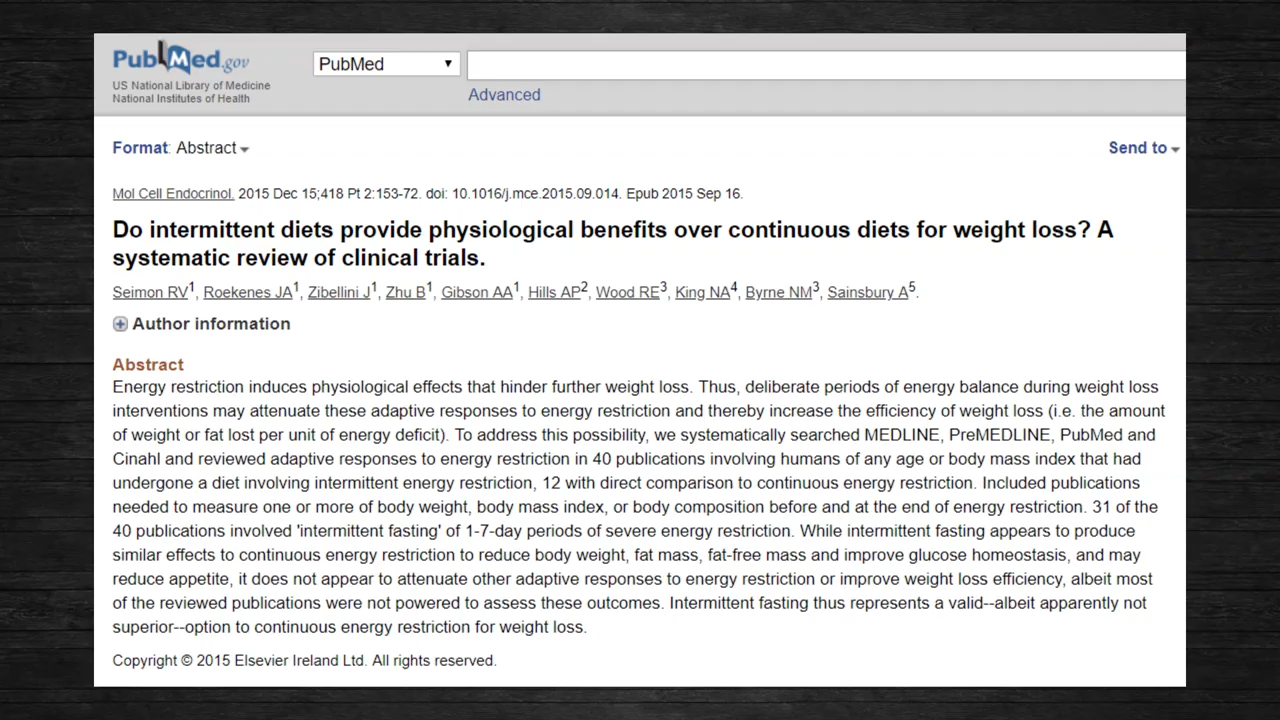 PubMed.gov
US National Library of Medicine
National Institutes of Health
PubMed
Advanced
Format: Abstract
Send to
Mol Cell Endocrinol. 2015 Dec 15;418 Pt 2:153-72. doi: 10.1016/j.mce.2015.09.014. Epub 2015 Sep 16.
Do intermittent diets provide physiological benefits over continuous diets for weight loss? A
systematic review of clinical trials.
Seimon RV1, Roekenes JA1, Zibellini J1, Zhu B1, Gibson AA1, Hills AP2, Wood RE3, King NA4, Byrne NM3, Sainsbury A5.
Author information
Abstract
Energy restriction induces physiological effects that hinder further weight loss. Thus, deliberate periods of energy balance during weight loss
interventions may attenuate these adaptive responses to energy restriction and thereby increase the efficiency of weight loss (i.e. the amount
of weight or fat lost per unit of energy deficit). To address this possibility, we systematically searched MEDLINE, PreMEDLINE, PubMed and
Cinahl and reviewed adaptive responses to energy restriction in 40 publications involving humans of any age or body mass index that had
undergone a diet involving intermittent energy restriction, 12 with direct comparison to continuous energy restriction. Included publications
needed to measure one or more of body weight, body mass index, or body composition before and at the end of energy restriction. 31 of the
40 publications involved 'intermittent fasting' of 1-7-day periods of severe energy restriction. While intermittent fasting appears to produce
similar effects to continuous energy restriction to reduce body weight, fat mass, fat-free mass and improve glucose homeostasis, and may
reduce appetite, it does not appear to attenuate other adaptive responses to energy restriction or improve weight loss efficiency, albeit most
of the reviewed publications were not powered to assess these outcomes. Intermittent fasting thus represents a valid--albeit apparently not
superior--option to continuous energy restriction for weight loss.
Copyright © 2015 Elsevier Ireland Ltd. All rights reserved.